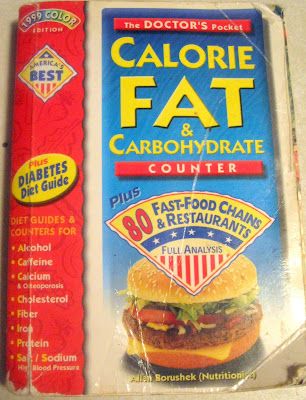 1999 COLOR
EDITION
AMERICA'S
BEST
Plus
DIABETES
Diet Guide
DIET GUIDES &
COUNTERS FOR
• Alcohol
• Caffeine
• Calcium
& Osteoporosis
• Cholesterol
• Fiber
• Iron
• Protein
• Salt / Sodium
High Blood Pressure
The DOCTOR'S Pocket
CALORIE
FAT
&
CARBOHYDRATE
COUNTER
Plus
80 FAST-FOOD CHAINS
& RESTAURANTS
FULL ANALYSIS
Allan Borushek (Nutritionist)